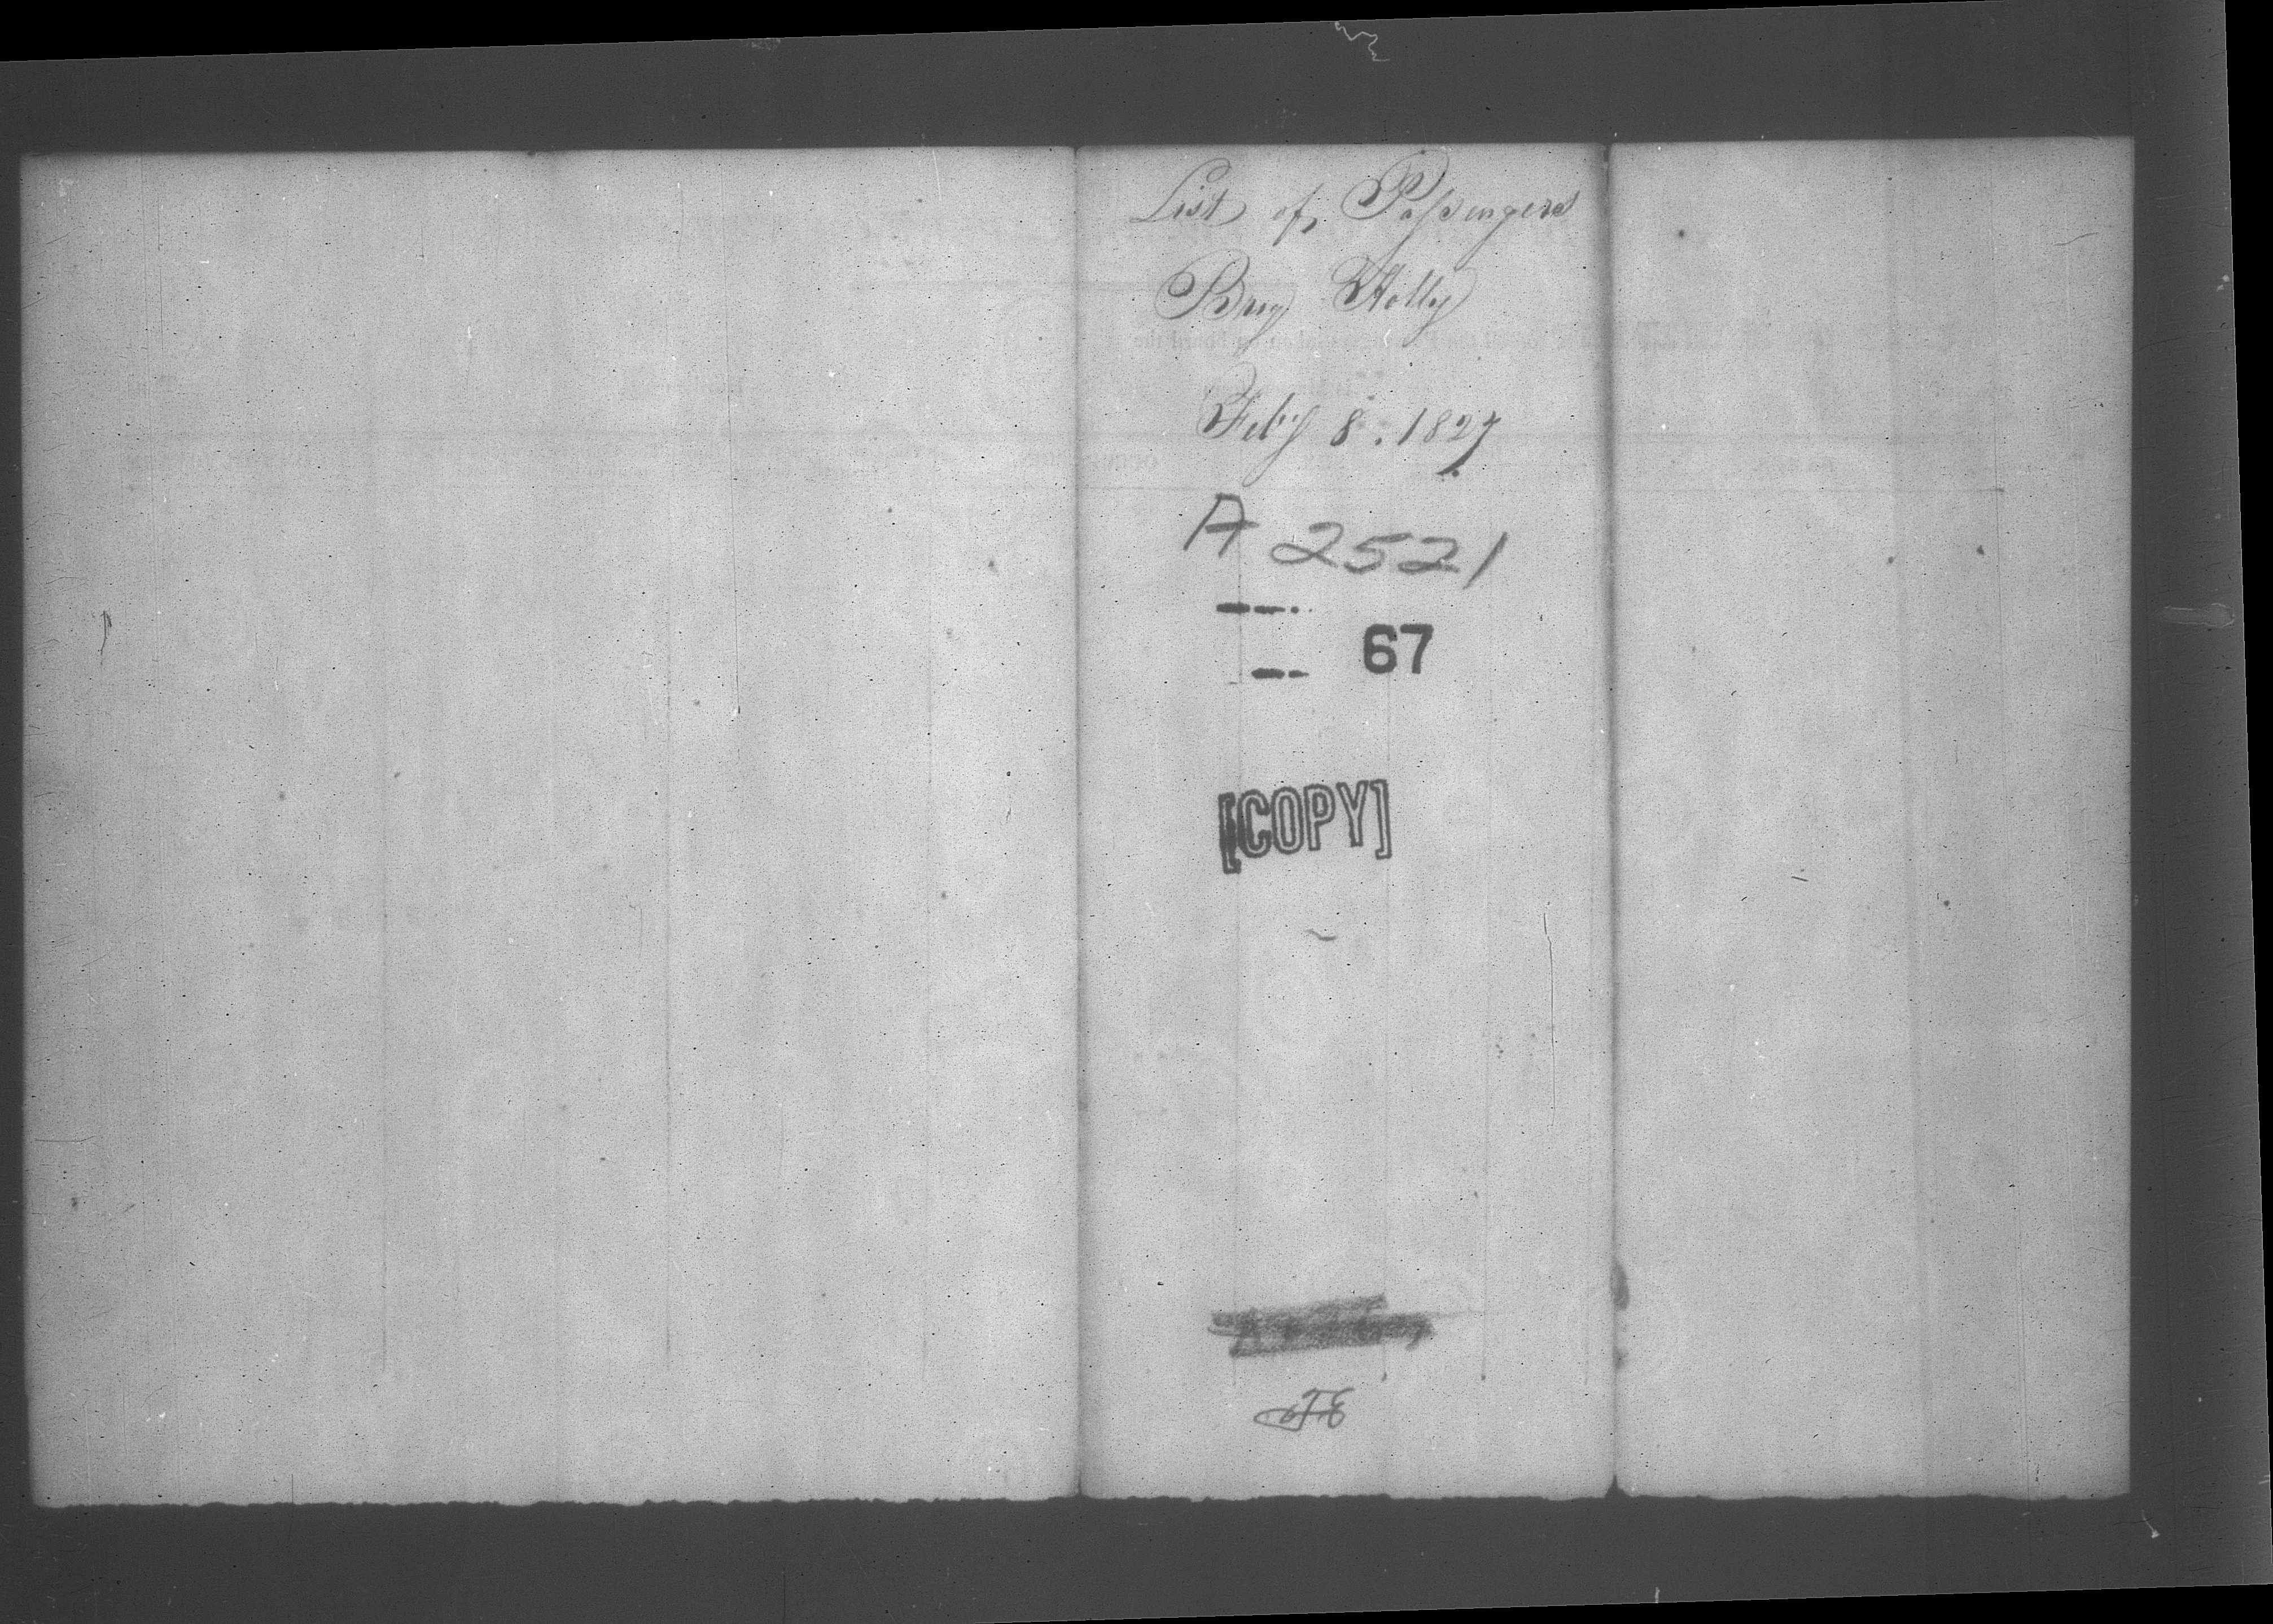 List of Passengers
Brig Holly
Feby 8. 1827
A 2521
67
[COPY]